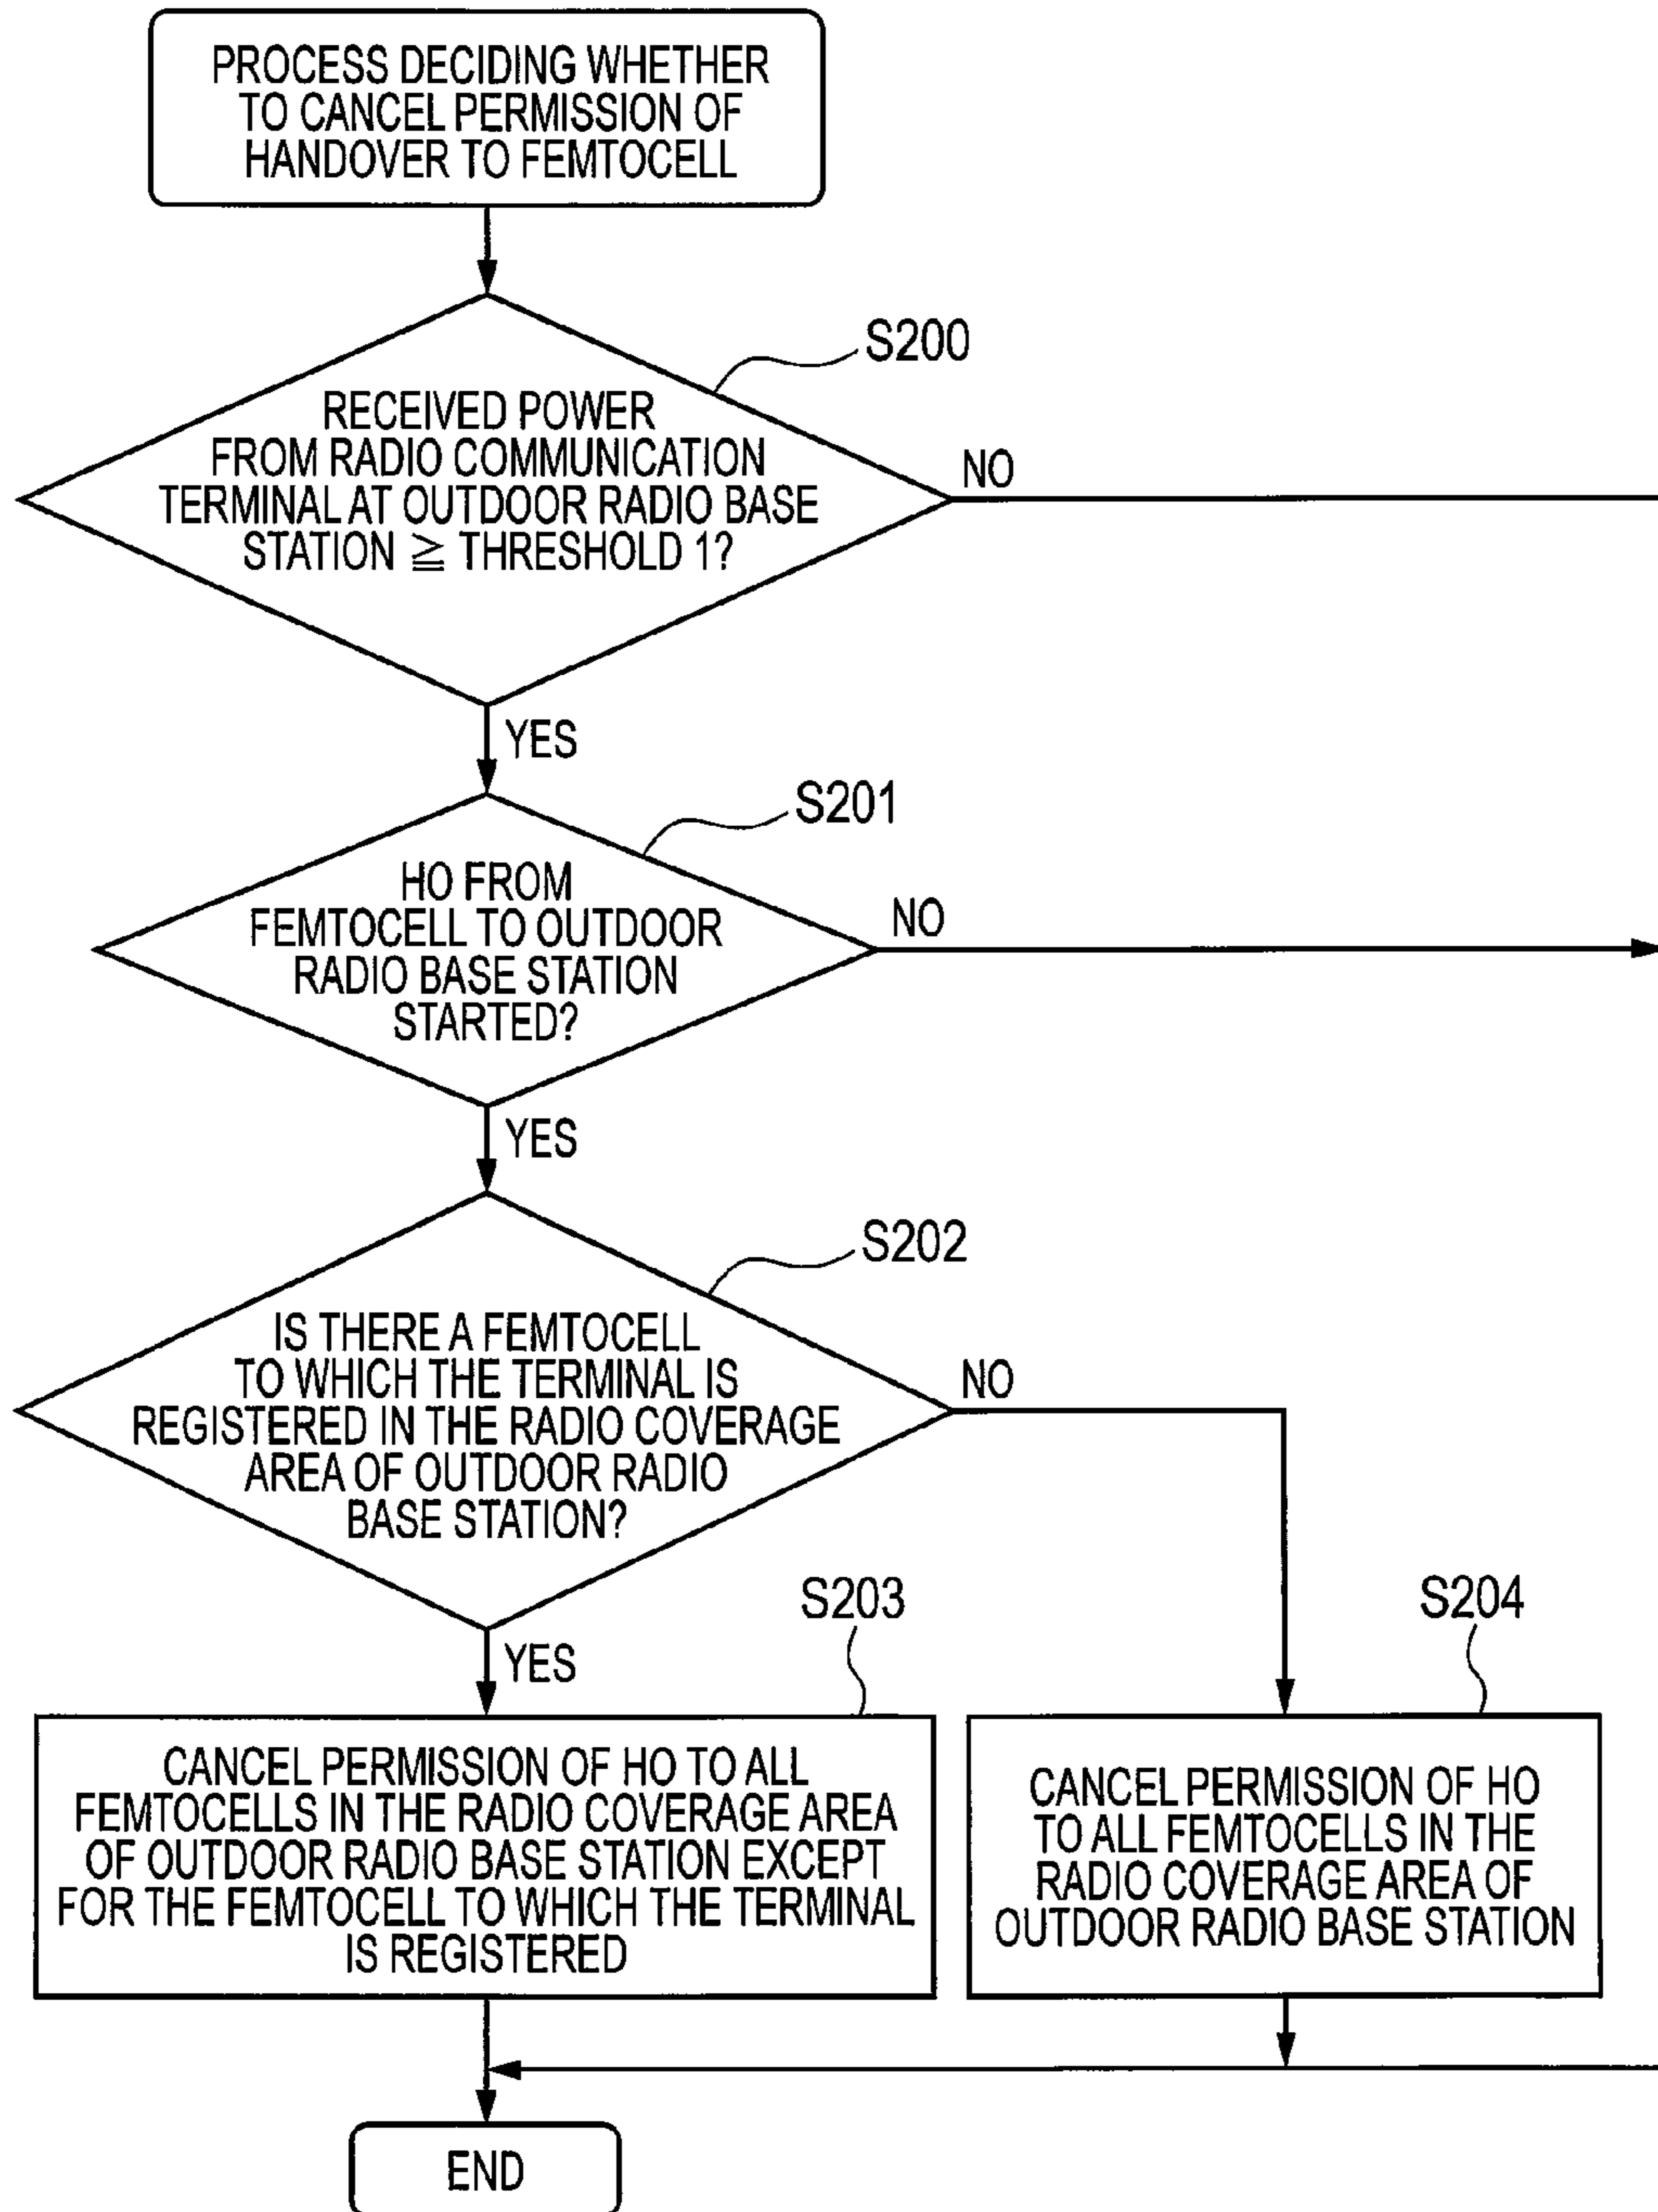 PROCESS DECIDING WHETHER
TO CANCEL PERMISSION OF
HANDOVER TO FEMTOCELL
S200
RECEIVED POWER
FROM RADIO COMMUNICATION
TERMINAL AT OUTDOOR RADIO BASE
STATION ≧ THRESHOLD 1?
NO
YES
S201
HO FROM
FEMTOCELL TO OUTDOOR
RADIO BASE STATION
STARTED?
NO
YES
S202
IS THERE A FEMTOCELL
TO WHICH THE TERMINAL IS
REGISTERED IN THE RADIO COVERAGE
AREA OF OUTDOOR RADIO
BASE STATION?
NO
YES
S203
CANCEL PERMISSION OF HO TO ALL
FEMTOCELLS IN THE RADIO COVERAGE AREA
OF OUTDOOR RADIO BASE STATION EXCEPT
FOR THE FEMTOCELL TO WHICH THE TERMINAL
IS REGISTERED
S204
CANCEL PERMISSION OF HO
TO ALL FEMTOCELLS IN THE
RADIO COVERAGE AREA OF
OUTDOOR RADIO BASE STATION
END